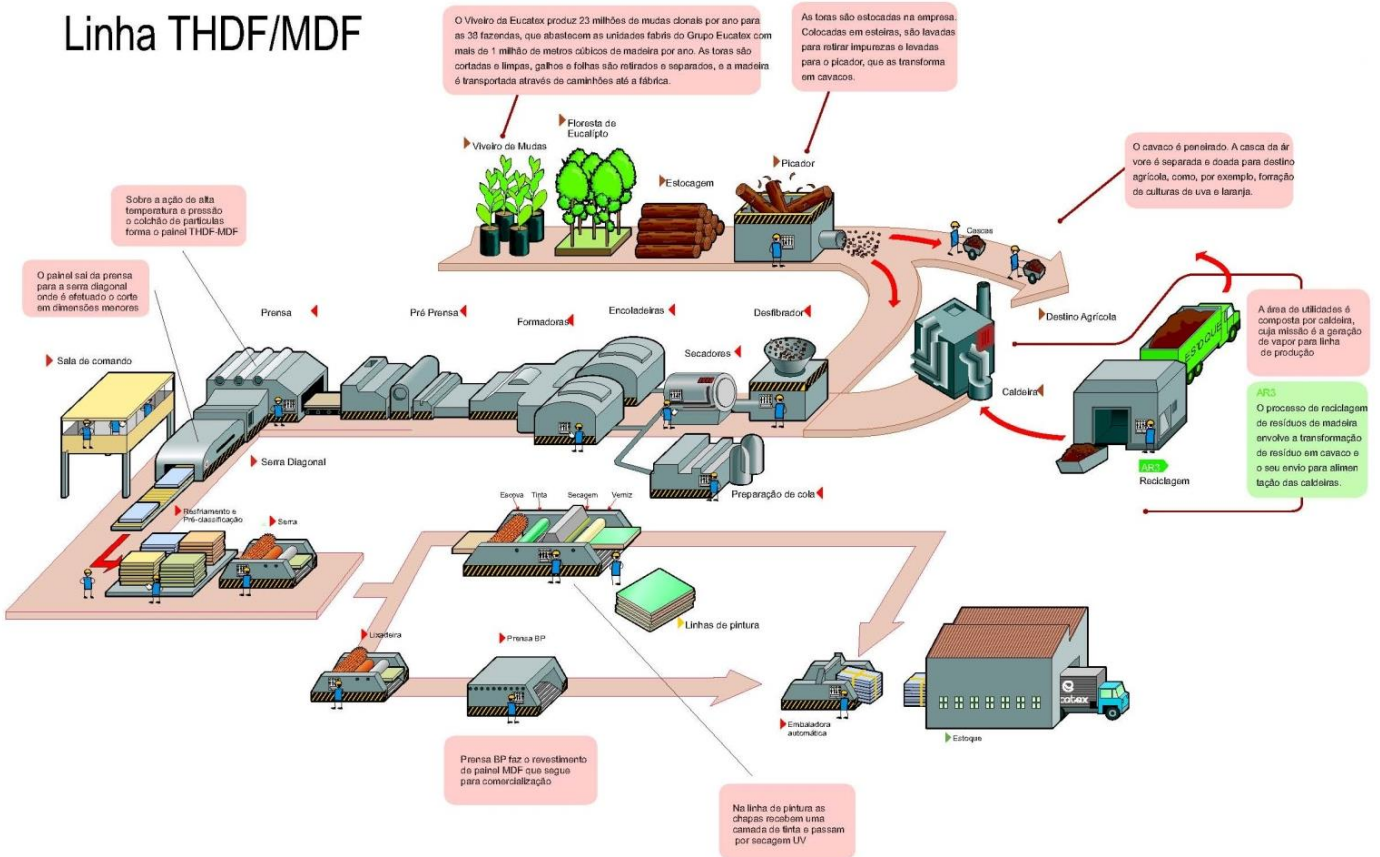 Linha THDF/MDF
O Viveiro da Eucatex produz 23 milhões de mudas clonais por ano para
as 38 fazendas, que abastecem as unidades fabris do Grupo Eucatex com
mais de 1 milhão de metros cúbicos de madeira por ano. As toras são
cortadas e limpas, galhos e folhas são retirados e separados, e a madeira
é transportada através de caminhões até a fábrica.
As toras são estocadas na empresa.
Colocadas em esteiras, são lavadas
para retirar impurezas e levadas
para o picador, que as transforma
em cavacos.
Viveiro de Mudas
Floresta de
Eucalípto
Estocagem
Picador
O cavaco é peneirado. A casca da ár
vore é separada e doada para destino
agrícola, como, por exemplo, forração
de culturas de uva e laranja.
Cascas
Destino Agrícola
Sobre a ação de alta
temperatura e pressão
o colchão de particulas
forma o painel THDF-MDF
O painel sai da prensa
para a serra diagonal
onde é efetuado o corte
em dimensões menores
Sala de comando
Prensa
Pré Prensa
Formadoras
Encoladeiras
Secadores
Desfibrador
Caldeira
ESTOQUE
A área de utilidades é
composta por caldeira,
cuja missão é a geração
de vapor para linha
de produção
AR3
O processo de reciclagem
de resíduos de madeira
envolve a transformação
de resíduo em cavaco e
o seu envio para alimen
tação das caldeiras.
AR3
Reciclagem
Serra Diagonal
Preparação de cola
Resfriamento e
Pré-classificação
Serra
Escova Tinta Secagem Verniz
Linhas de pintura
Lixadeira
Prensa BP
Embaladora
automática
Estoque
Prensa BP faz o revestimento
de painel MDF que segue
para comercialização
Na linha de pintura as
chapas recebem uma
camada de tinta e passam
por secagem UV